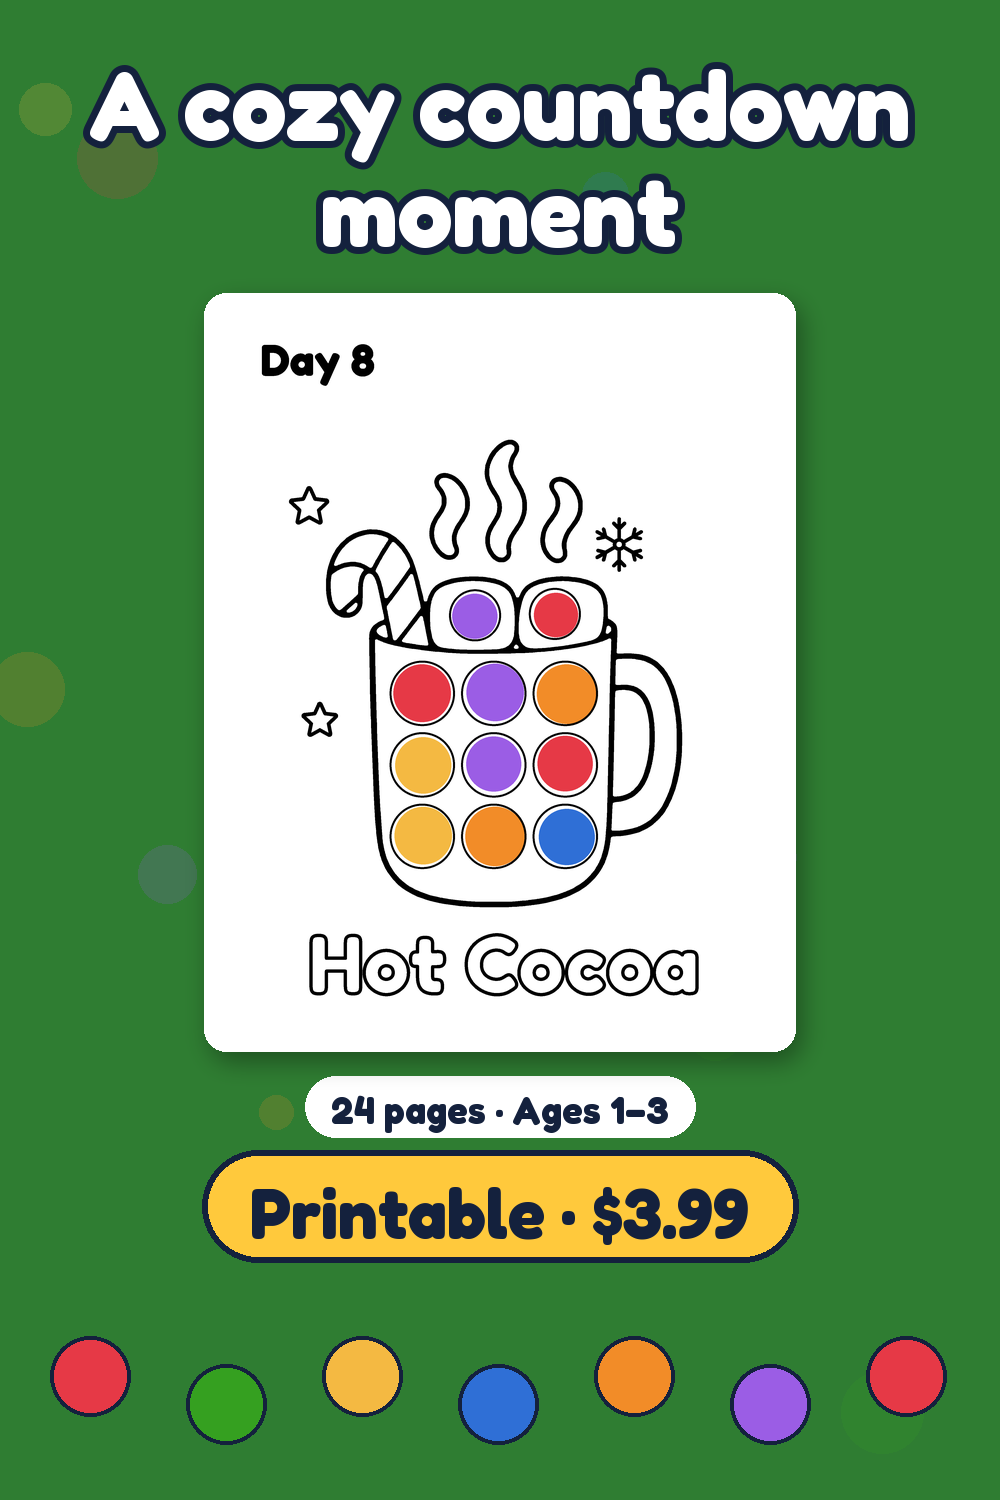 A cozy countdown
moment
Day 8
Hot Cocoa
24 pages · Ages 1–3
Printable · $3.99